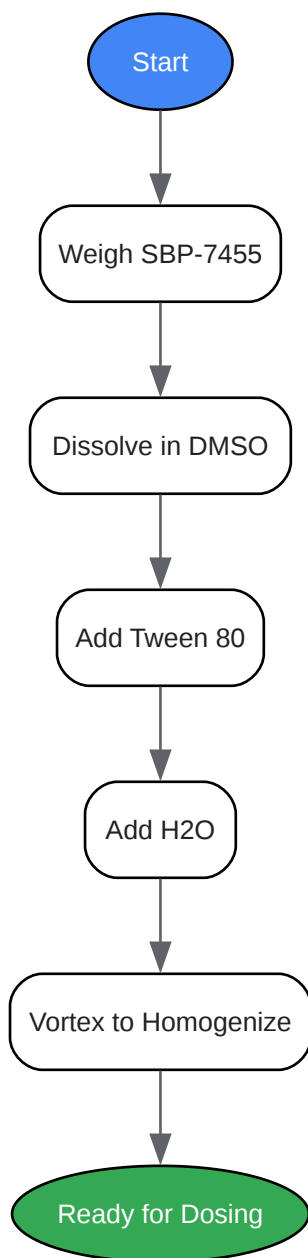 Start
Weigh SBP-7455
Dissolve in DMSO
Add Tween 80
Add H2O
Vortex to Homogenize
Ready for Dosing